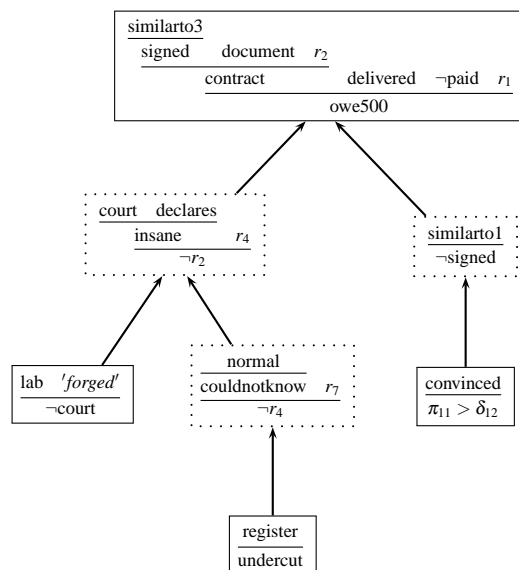 similarto3
signed document r₂
contract delivered ¬paid r₁
owe500
court declares
insane r₄
¬r₂
similarto1
¬signed
lab 'forged'
¬court
normal
couldnotknow r₇
¬r₄
convinced
π₁₁ > δ₁₂
register
undercut